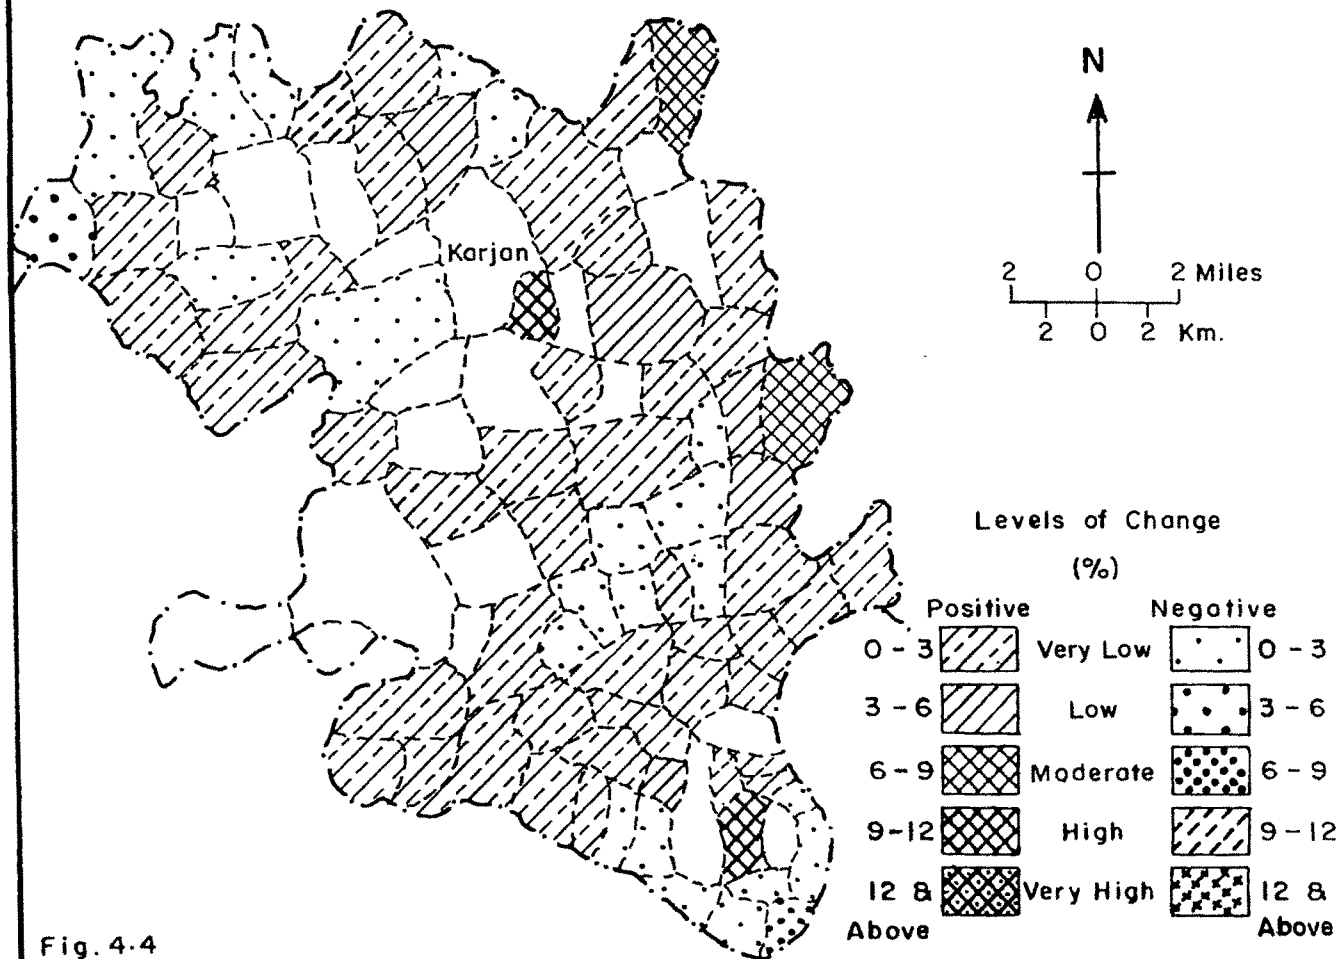 N
Karjan
2 0 2 Miles
2 0 2 Km.
Levels of Change
(%)
Positive Negative
0-3 Very Low 0-3
3-6 Low 3-6
6-9 Moderate 6-9
9-12 High 9-12
12 & Very High 12 &
Above Above
Fig. 4.4